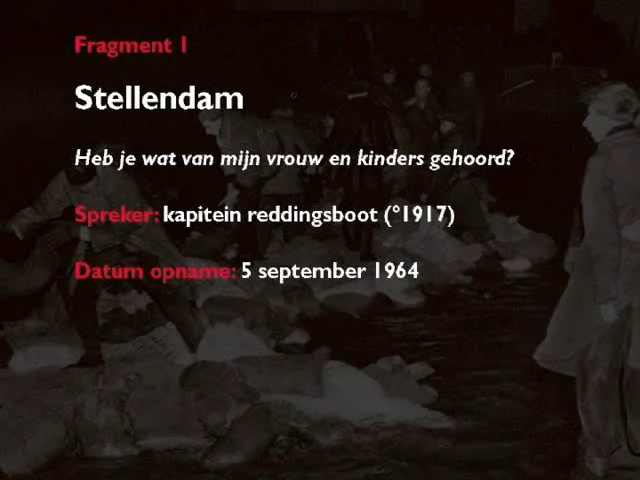 Fragment 1
Stellendam
Heb je wat van mijn vrouw en kinders gehoord?
Spreker: kapitein reddingsboot (°1917)
Datum opname: 5 september 1964